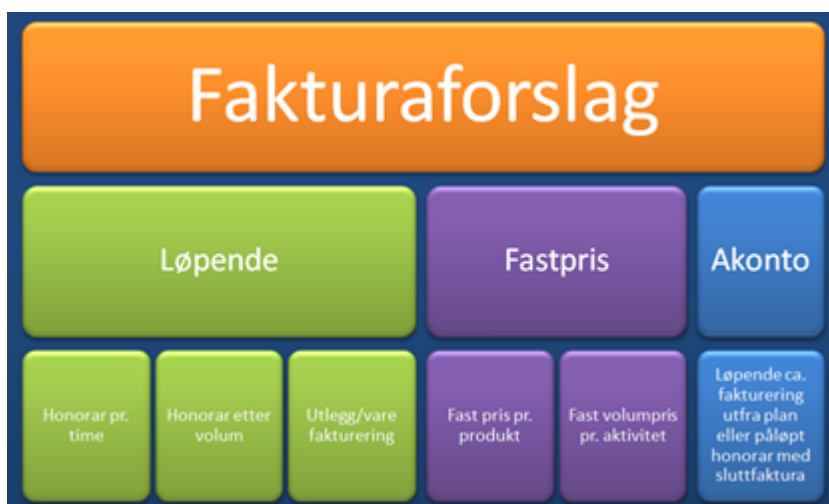 Fakturaforslag
Løpende
Fastpris
Akonto
Honorar pr.
time
Honorar etter
volum
Utlegg/vare
fakturering
Fast pris pr.
produkt
Fast volumpris
pr. aktivitet
Løpende ca.
fakturering
utfra plan
eller påløpt
honorar med
sluttfaktura